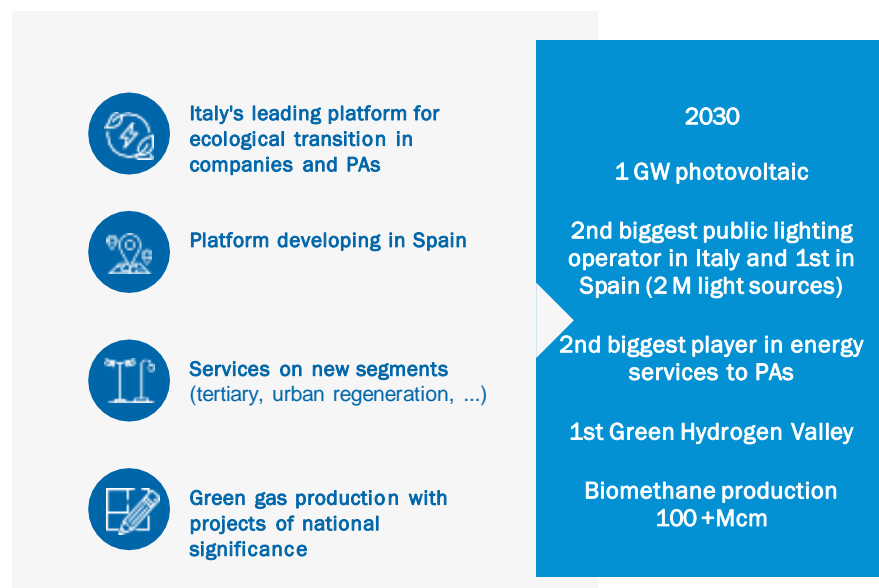 Italy's leading platform for
ecological transition in
companies and PAs
Platform developing in Spain
Services on new segments
(tertiary, urban regeneration, ...)
Green gas production with
projects of national
significance
2030
1 GW photovoltaic
2nd biggest public lighting
operator in Italy and 1st in
Spain (2 M light sources)
2nd biggest player in energy
services to PAs
1st Green Hydrogen Valley
Biomethane production
100 +Mcm